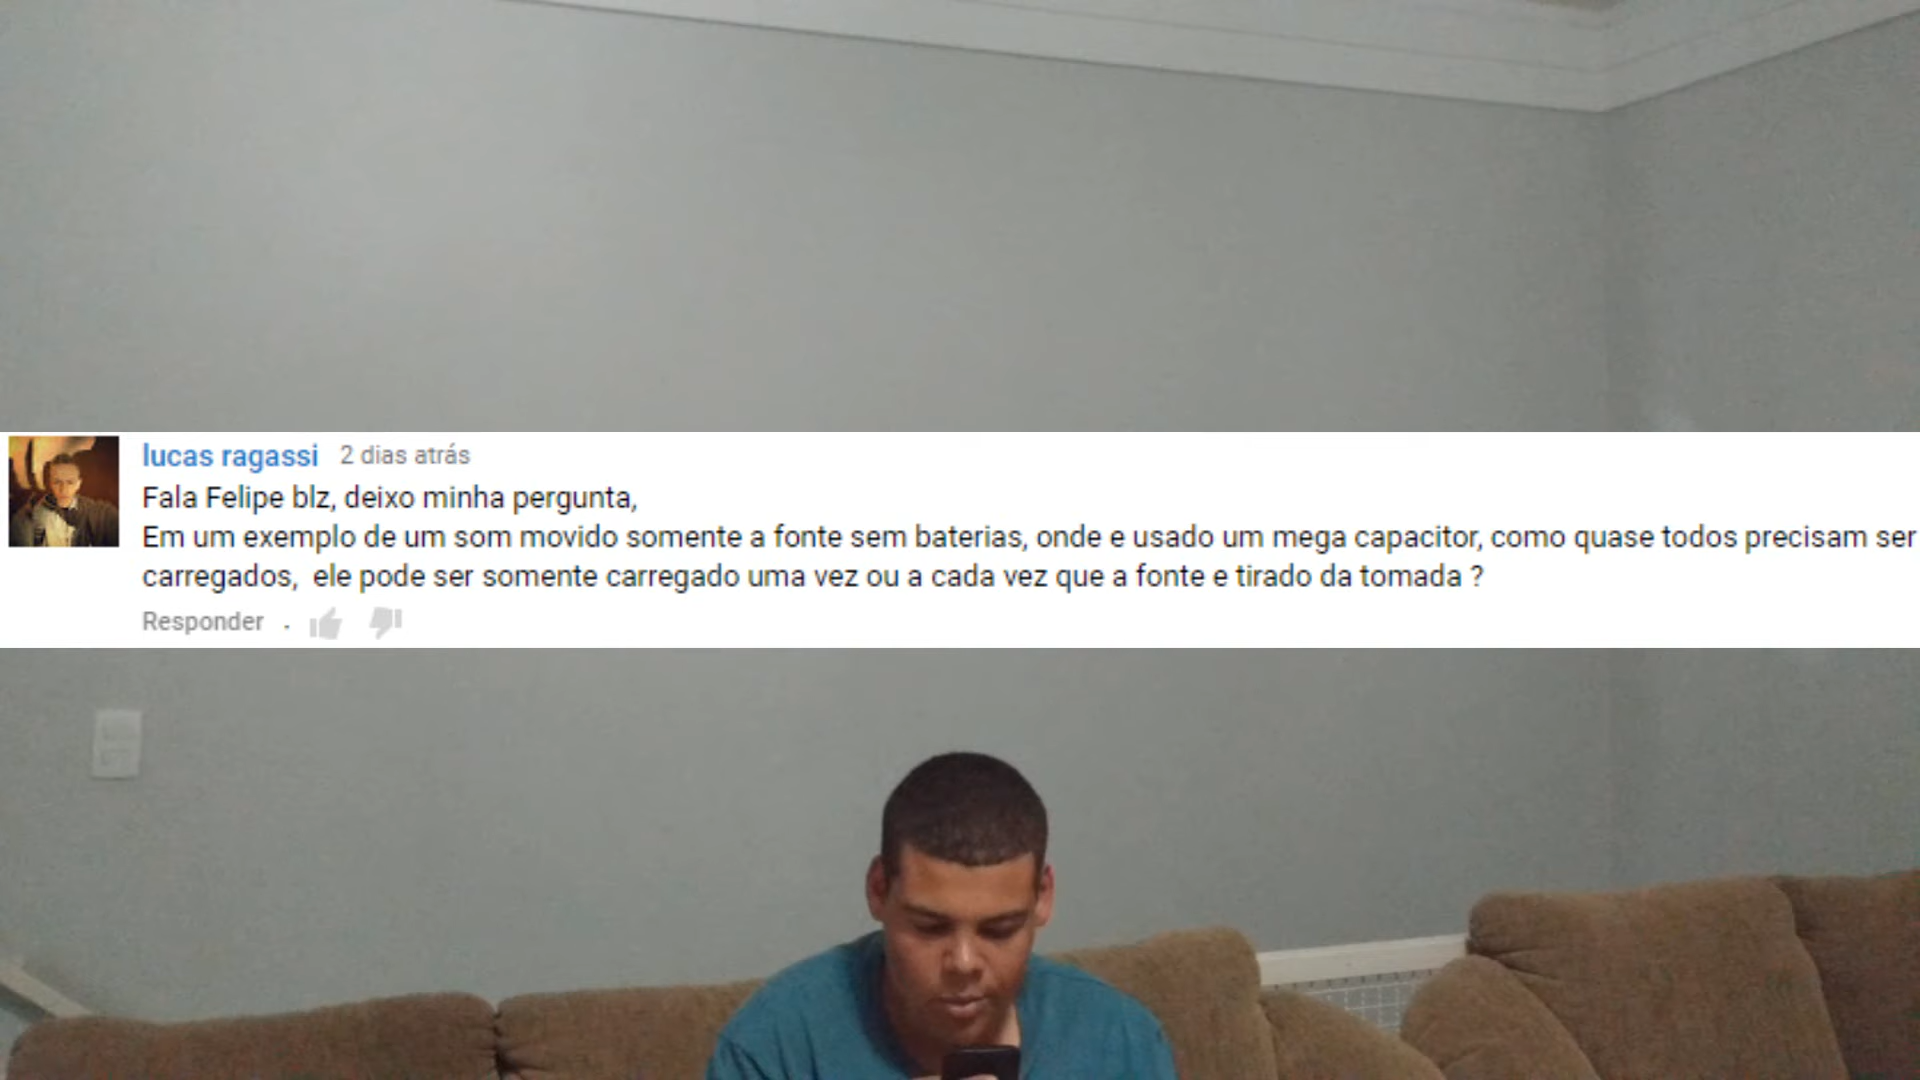 lucas ragassi 2 dias atrás
Fala Felipe blz, deixo minha pergunta,
Em um exemplo de um som movido somente a fonte sem baterias, onde e usado um mega capacitor, como quase todos precisam ser
carregados, ele pode ser somente carregado uma vez ou a cada vez que a fonte e tirado da tomada ?
Responder .